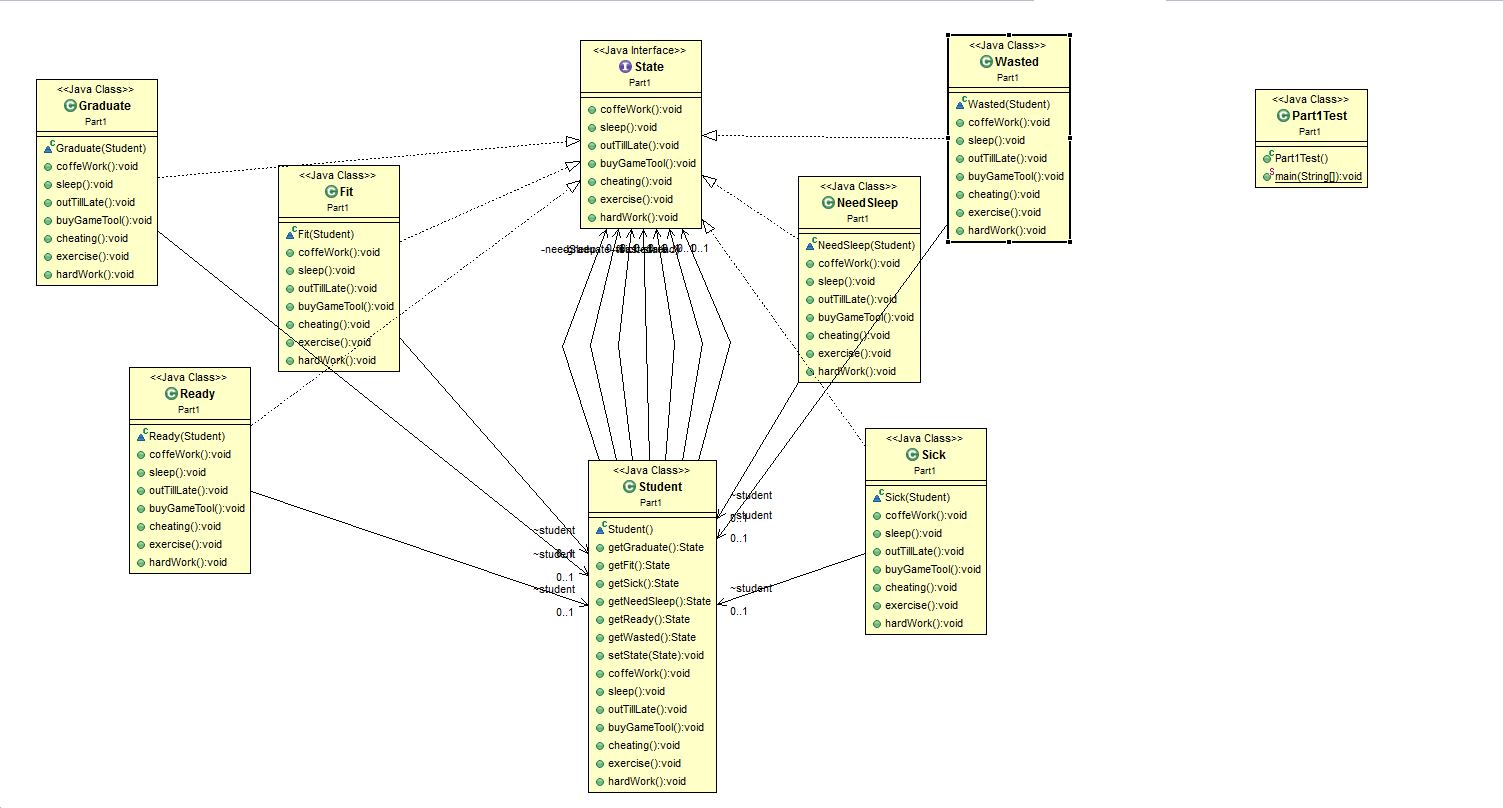 <<Java Interface>>
State
Part1
coffeWork():void
sleep():void
outTillLate():void
buyGameTool():void
cheating():void
exercise():void
hardWork():void
<<Java Class>>
Wasted
Part1
Wasted(Student)
coffeWork():void
sleep():void
outTillLate():void
buyGameTool():void
cheating():void
exercise():void
hardWork():void
<<Java Class>>
Graduate
Part1
Graduate(Student)
coffeWork():void
sleep():void
outTillLate():void
buyGameTool():void
cheating():void
exercise():void
hardWork():void
<<Java Class>>
Part1Test
Part1
Part1Test()
main(String[]):void
<<Java Class>>
Fit
Part1
Fit(Student)
coffeWork():void
sleep():void
outTillLate():void
buyGameTool():void
cheating():void
exercise():void
hardWork():void
<<Java Class>>
NeedSleep
Part1
NeedSleep(Student)
coffeWork():void
sleep():void
outTillLate():void
buyGameTool():void
cheating():void
exercise():void
hardWork():void
0..1
<<Java Class>>
Ready
Part1
Ready(Student)
coffeWork():void
sleep():void
outTillLate():void
buyGameTool():void
cheating():void
exercise():void
hardWork():void
<<Java Class>>
Sick
Part1
Sick(Student)
coffeWork():void
sleep():void
outTillLate():void
buyGameTool():void
cheating():void
exercise():void
hardWork():void
<<Java Class>>
Student
Part1
Student()
getGraduate():State
getFit():State
getSick():State
getNeedSleep():State
getReady():State
getWasted():State
setState(State):void
coffeWork():void
sleep():void
outTillLate():void
buyGameTool():void
cheating():void
exercise():void
hardWork():void
~student
~student
0..1
0..1
~student
0..1
~student
~student
0..1
0..1
~student
0..1